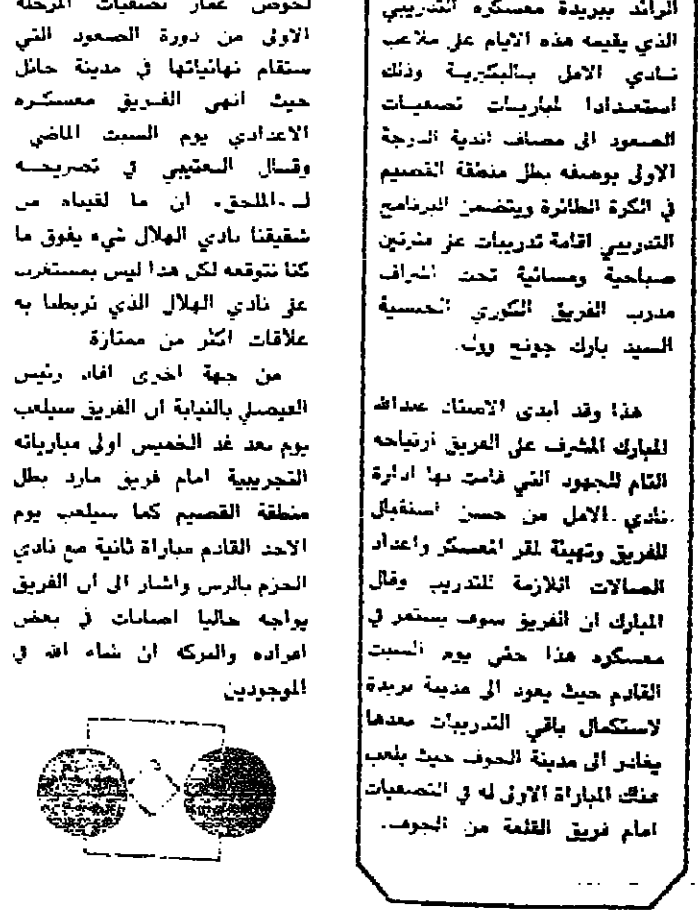 الرائد ببريدة معسكره التدريبي
الذي يقيمه هذه الايام على ملاعب
نادي الامل بالبكيرية وذلك
استعدادا لمباريات تصفيات
الصعود الى مصاف اندية الدرجة
الاولى بوصفه بطل منطقة القصيم
في الكرة الطائرة ويتضمن البرنامج
التدريبي اقامة تدريبات على فترتين
صباحية ومسائية تحت اشراف
مدرب الفريق الكوري الجنسية
السيد بارك جونج وول.
هذا وقد ابدى الاستاذ عبدالله
المبارك المشرف على الفريق ارتياحه
التام للجهود التي قامت بها ادارة
نادي الامل من حسن استقبال
للفريق وتهيئة لمقر المعسكر واعداد
الصالات اللازمة للتدريب وقال
المبارك ان الفريق سوف يستمر في
معسكره هذا حتى يوم السبت
القادم حيث يعود الى مدينة بريدة
لاستكمال باقي التدريبات بعدها
يغادر الى مدينة الجوف حيث يلعب
هناك المباراة الاولى له في التصفيات
امام فريق القلعة من الجوف.
لخوض غمار تصفيات المرحلة
الاولى من دورة الصعود التي
ستقام نهائياتها في مدينة حائل
حيث انهى الفريق معسكره
الاعدادي يوم السبت الماضي
وقال العتيبي في تصريحه
لـ.الملحق. ان ما لقيناه من
شقيقنا نادي الهلال شيء يفوق ما
كنا نتوقعه لكن هذا ليس بمستغرب
على نادي الهلال الذي تربطنا به
علاقات اكثر من ممتازة
من جهة اخرى افاد رئيس
الفيصلي بالنيابة ان الفريق سيلعب
يوم بعد غد الخميس اولى مبارياته
التجريبية امام فريق مارد بطل
منطقة القصيم كما سيلعب يوم
الاحد القادم مباراة ثانية مع نادي
الحزم بالرس واشار الى ان الفريق
يواجه حاليا اصابات في بعض
افراده والبركه ان شاء الله في
الموجودين